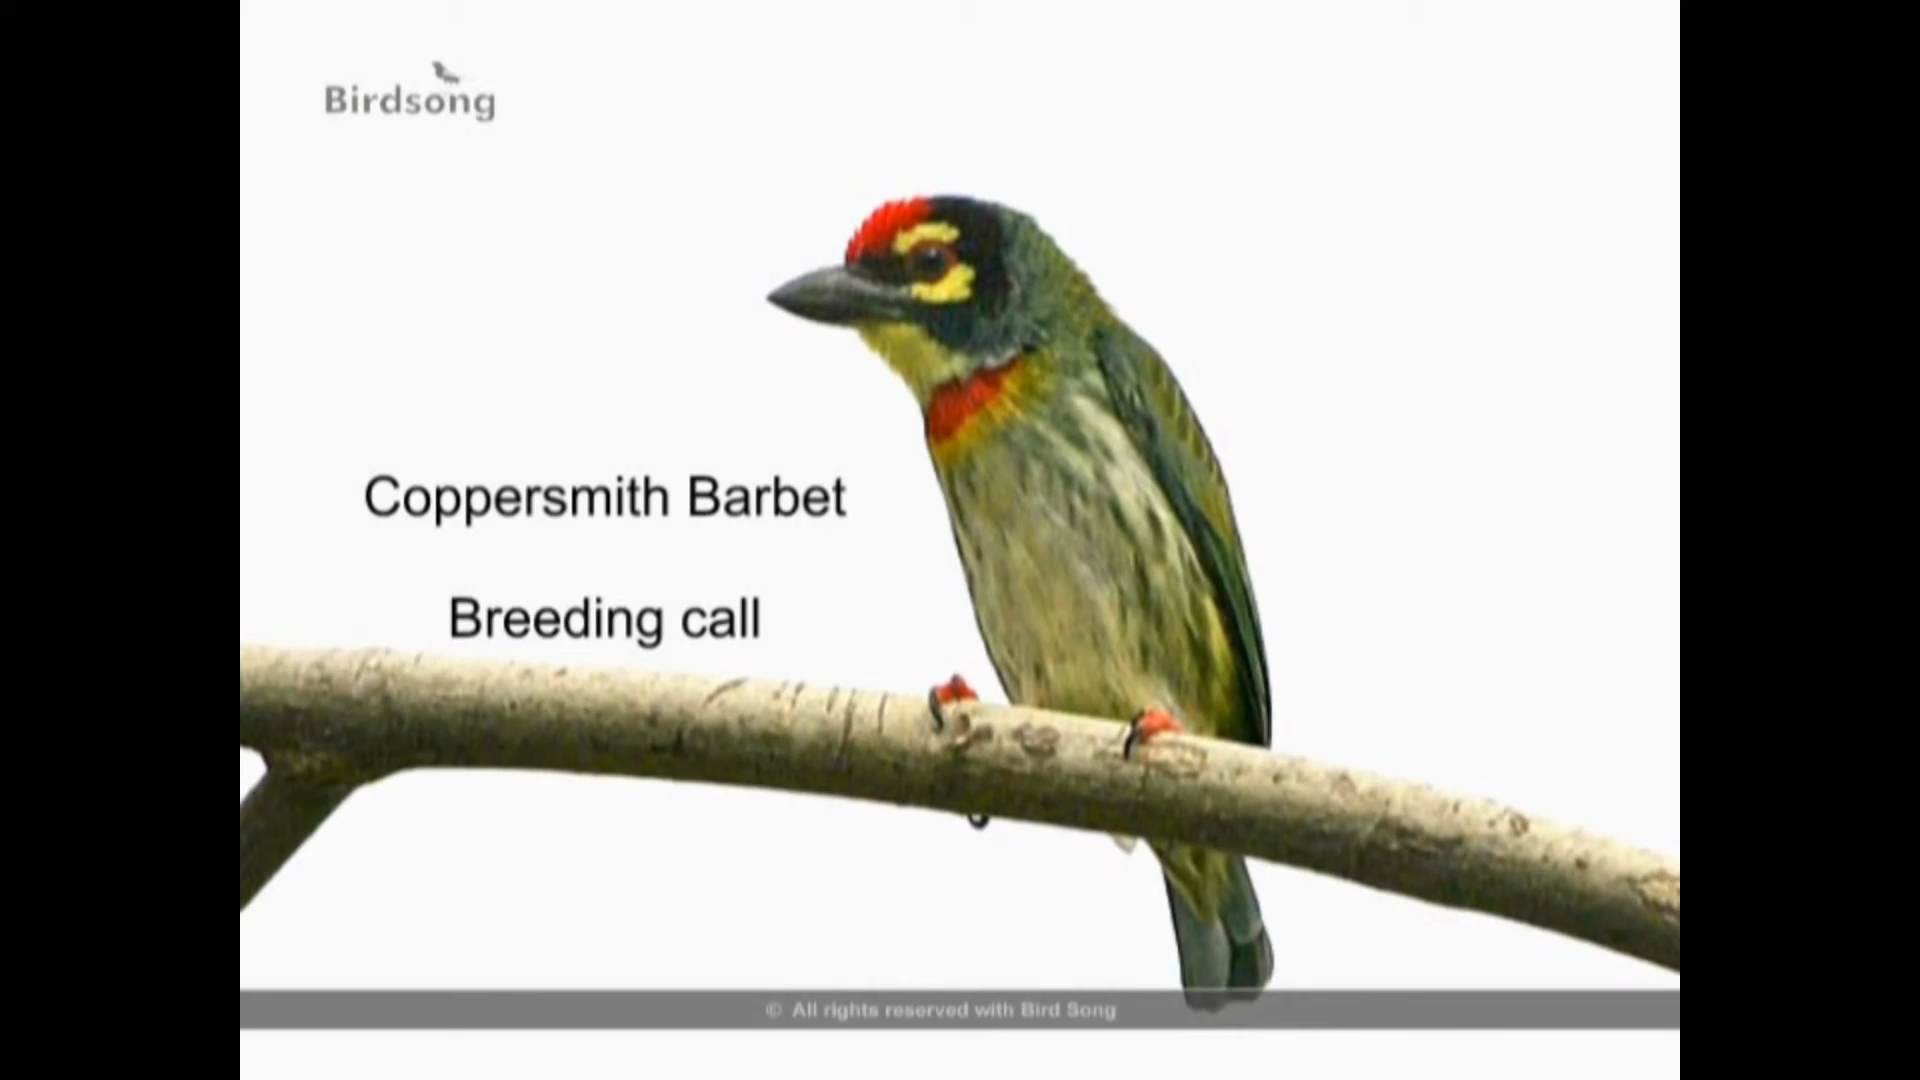 Birdsong
Coppersmith Barbet
Breeding call
© All rights reserved with Bird Song